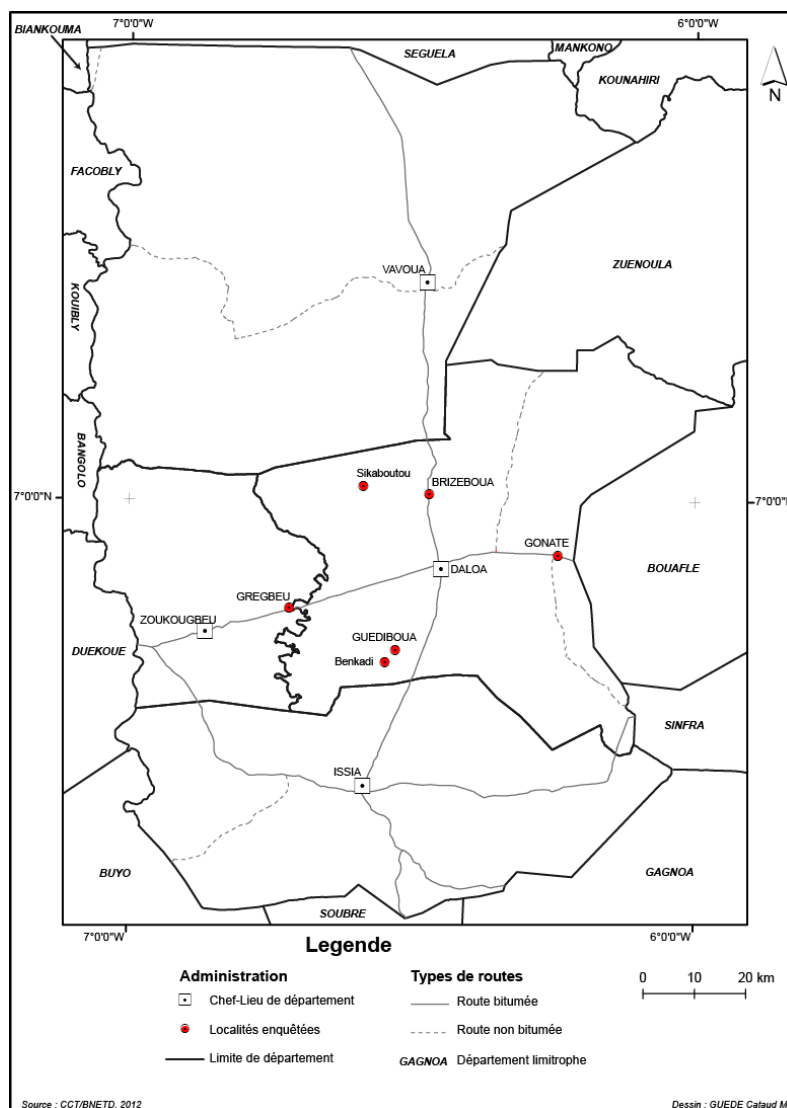 7°0'0"W 6°0'0"W
BIANKOUMA
SEGUELA
MANKONO
KOUNAHIRI
N
FACOBLY
ZUENOULA
VAVOUA
KOUIBLY
BANGOLO
Sikaboutou
BRIZEBOUA
7°0'0"N 7°0'0"N
GONATE
DALOA
BOUAFLE
GREGBEU
ZOUKOUGBEU
GUEDIBOUA
DUEKOUE
Benkadi
SINFRA
ISSIA
BUYO
GAGNOA
SOUBRE
7°0'0"W 6°0'0"W
Legende
Administration
Chef-Lieu de département
Localités enquêtées
Limite de département
Types de routes
Route bitumée
Route non bitumée
GAGNOA Département limitrophe
0 10 20 km
Source : CCT/BNETD, 2012
Dessin : GUEDE Cataud M